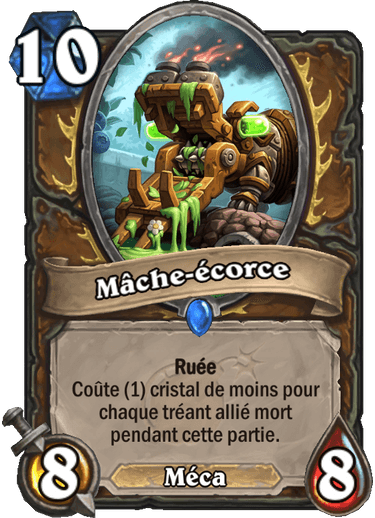 10
Mâche-écorce
Ruée
Coûte (1) cristal de moins pour
chaque tréant allié mort
pendant cette partie.
8
Méca
8